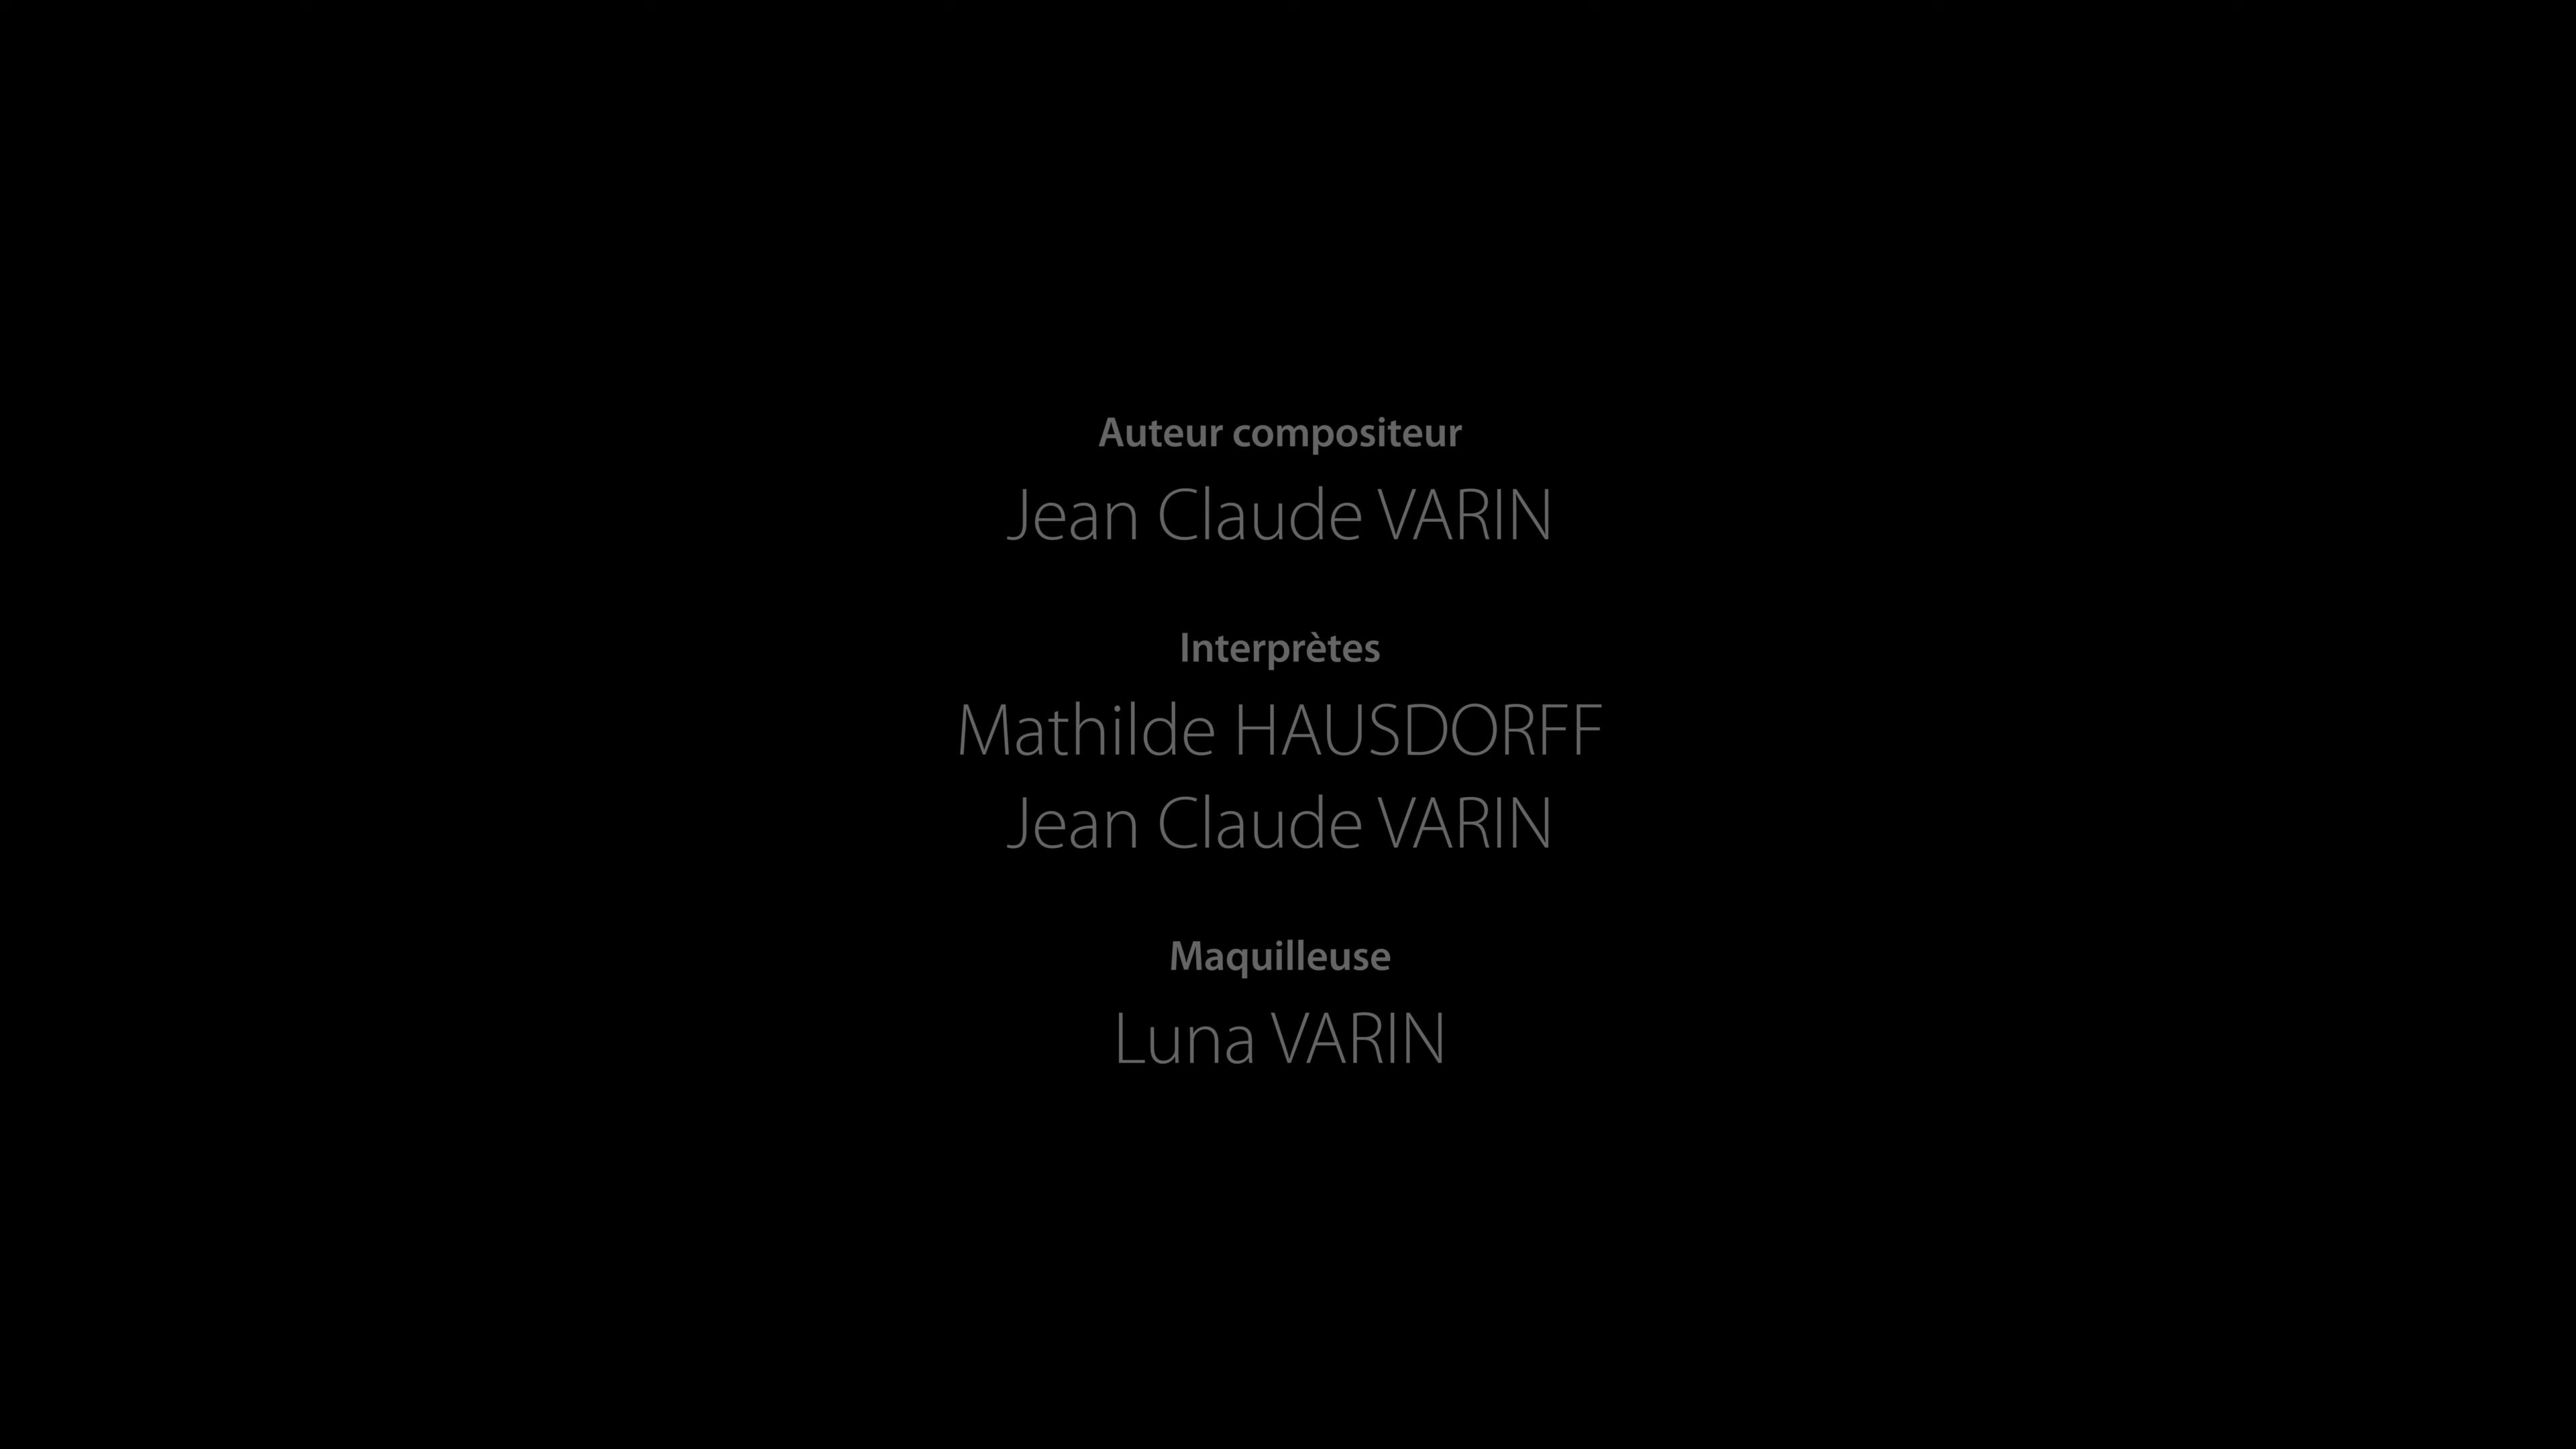 Auteur compositeur
Jean Claude VARIN
Interprètes
Mathilde HAUSDORFF
Jean Claude VARIN
Maquilleuse
Luna VARIN